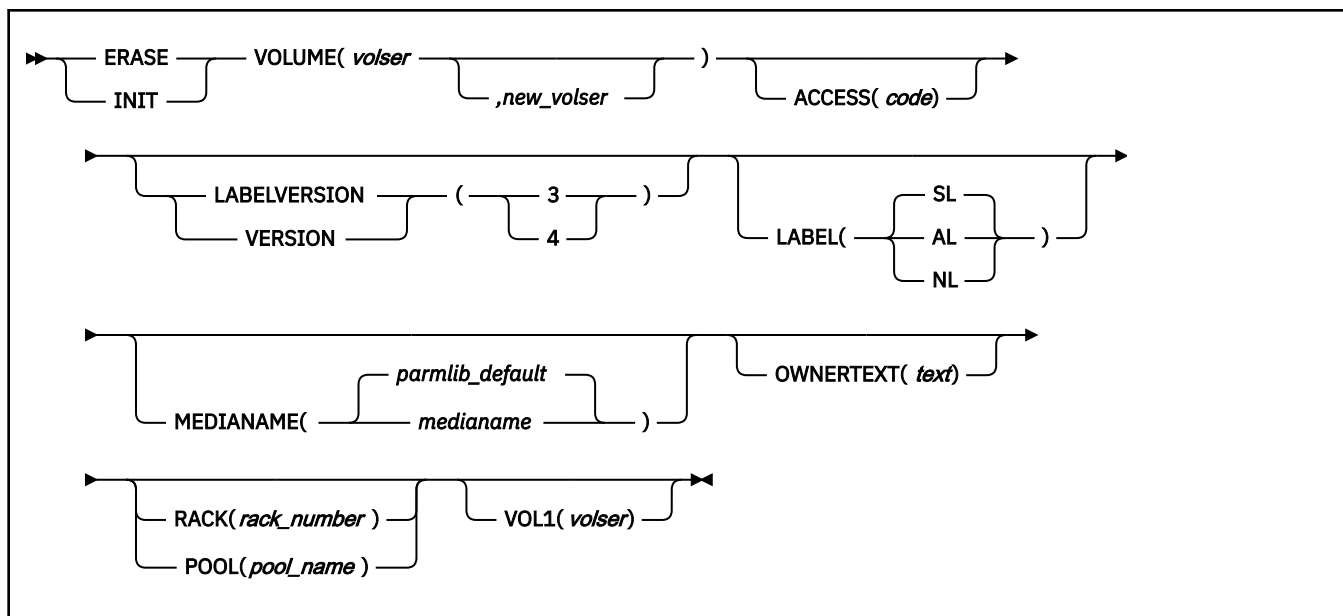 ERASE VOLUME( volser )
INIT ,new_volser ACCESS( code)
LABELVERSION ( 3 ) SL
VERSION 4 LABEL( AL )
NL
parmlib_default OWNERTEXT( text)
MEDIANAME( medianame )
RACK( rack_number ) VOL1( volser)
POOL( pool_name )